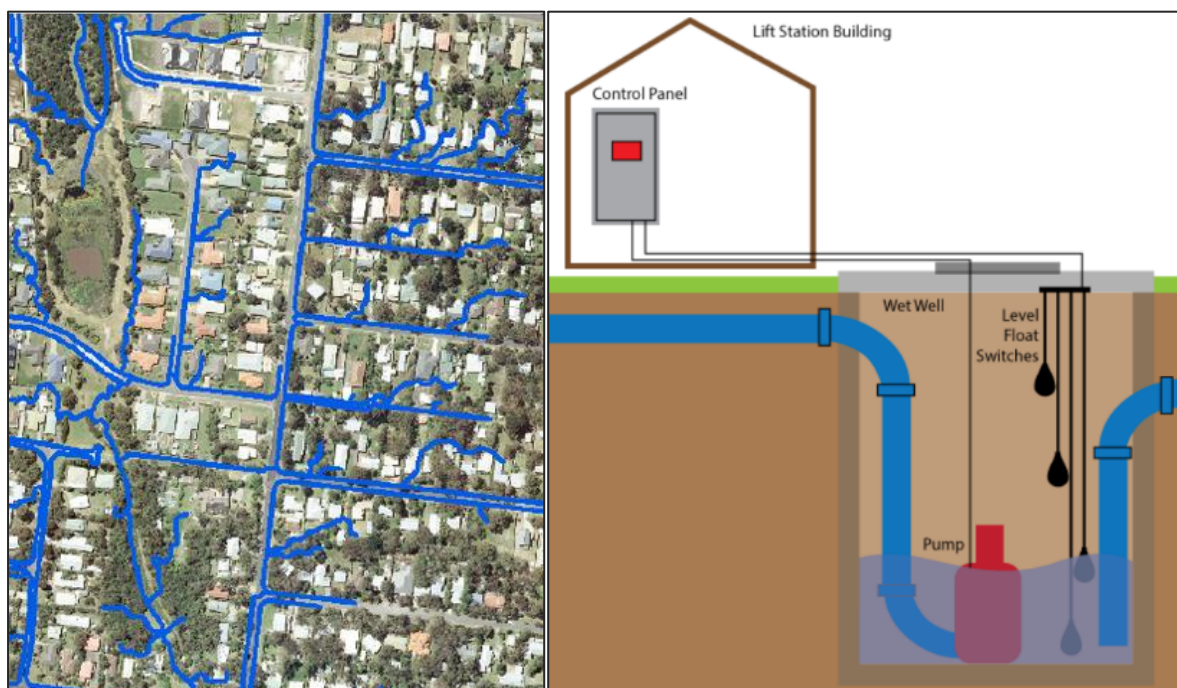 Lift Station Building
Control Panel
Wet Well
Level
Float
Switches
Pump